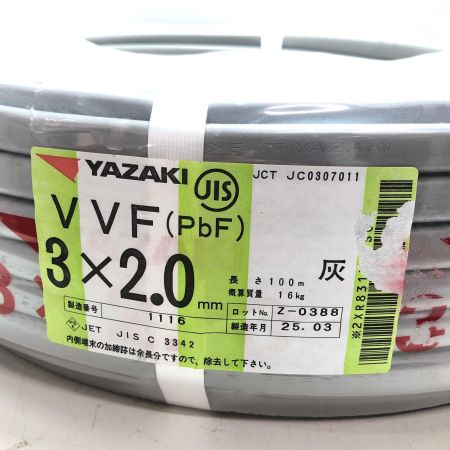 YAZAKI
YAZAKI JIS JCT JC0307011
VVF(PbF)
3×2.0mm
長さ 100m 灰
概算質量 16kg
製造番号 1116
ロットNo. Z-0388
製造年月 25.03
JET JIS C 3342
内側端末の加締跡は余長分ですので、除去して下さい。
※2XR831